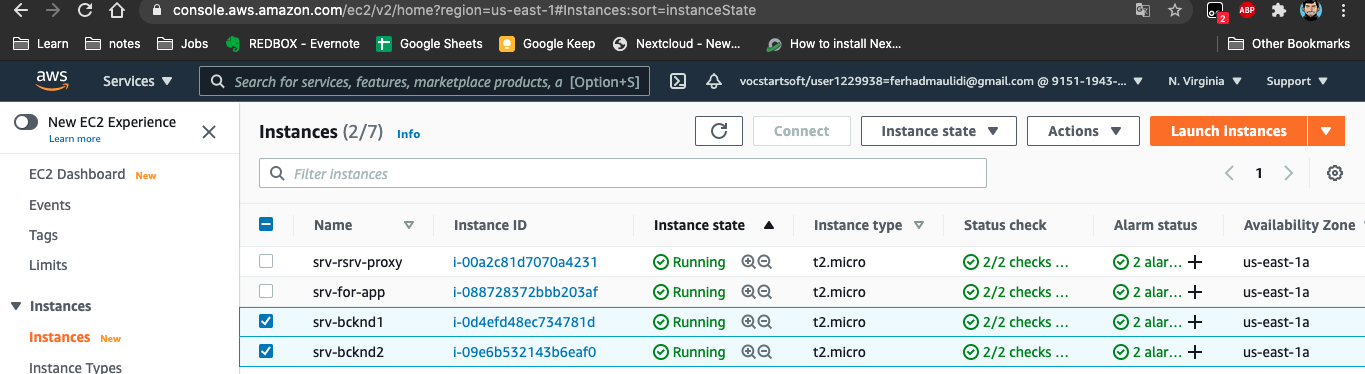 console.aws.amazon.com/ec2/v2/home?region=us-east-1#Instances:sort=instanceState 2 ABP
Learn notes Jobs REDBOX - Evernote Google Sheets Google Keep Nextcloud - New... How to install Nex... Other Bookmarks
aws Services Search for services, features, marketplace products, a [Option+S] vocstartsoft/user1229938=ferhadmaulidi@gmail.com @ 9151-1943-... N. Virginia Support
New EC2 Experience
Learn more
Instances (2/7) Info Connect Instance state Actions Launch instances
Filter instances 1
EC2 Dashboard New
Events
Tags
Limits
Instances
Instances New
Instance Types
Name Instance ID Instance state Instance type Status check Alarm status Availability Zone
srv-rsrv-proxy i-00a2c81d7070a4231 Running t2.micro 2/2 checks ... 2 alar... + us-east-1a
srv-for-app i-088728372bbb203af Running t2.micro 2/2 checks ... 2 alar... + us-east-1a
srv-bcknd1 i-0d4efd48ec734781d Running t2.micro 2/2 checks ... 2 alar... + us-east-1a
srv-bcknd2 i-09e6b532143b6eaf0 Running t2.micro 2/2 checks ... 2 alar... + us-east-1a